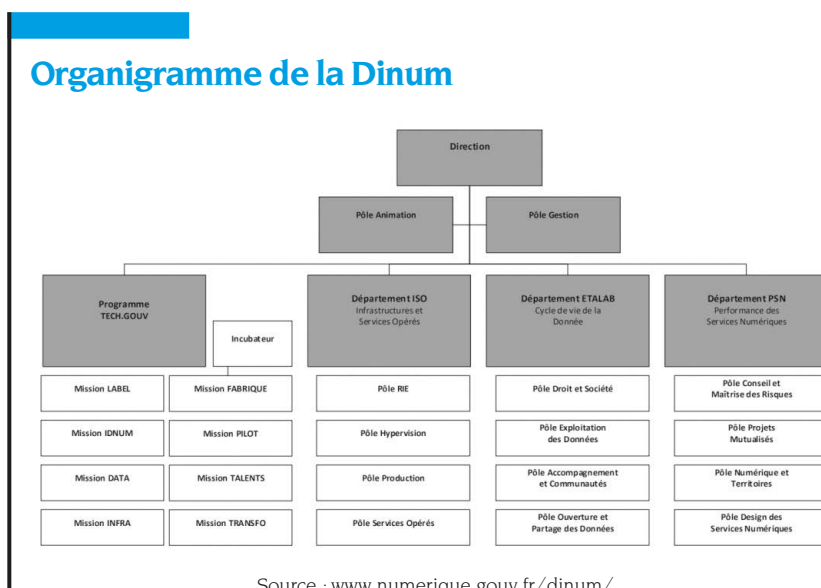 Organigramme de la Dinum
Direction
Pôle Animation
Pôle Gestion
Programme
TECH.GOUV
Incubateur
Département ISO
Infrastructures et
Services Opérés
Département ETALAB
Cycle de vie de la
Donnée
Département PSN
Performance des
Services Numériques
Mission LABEL
Mission FABRIQUE
Pôle RIE
Pôle Droit et Société
Pôle Conseil et
Maîtrise des Risques
Mission IDNUM
Mission PILOT
Pôle Hypervision
Pôle Exploitation
des Données
Pôle Projets
Mutualisés
Mission DATA
Mission TALENTS
Pôle Production
Pôle Accompagnement
et Communautés
Pôle Numérique et
Territoires
Mission INFRA
Mission TRANSFO
Pôle Services Opérés
Pôle Ouverture et
Partage des Données
Pôle Design des
Services Numériques
Source : www.numerique.gouv.fr/dinum/